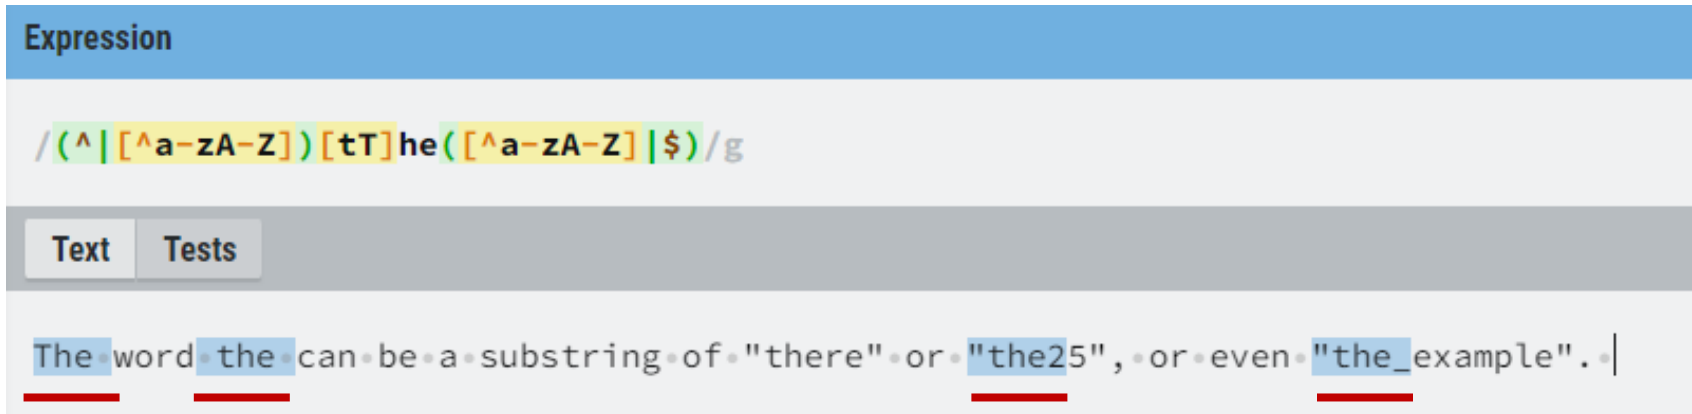 Expression
/(^|[^a-zA-Z])[tT]he([^a-zA-Z]|$)/g
Text Tests
The·word·the·can·be·a·substring·of·"there"·or·"the25",·or·even·"the_example".·